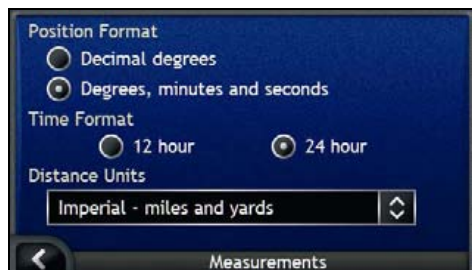 Position Format
Decimal degrees
Degrees, minutes and seconds
Time Format
12 hour 24 hour
Distance Units
Imperial - miles and yards
Measurements